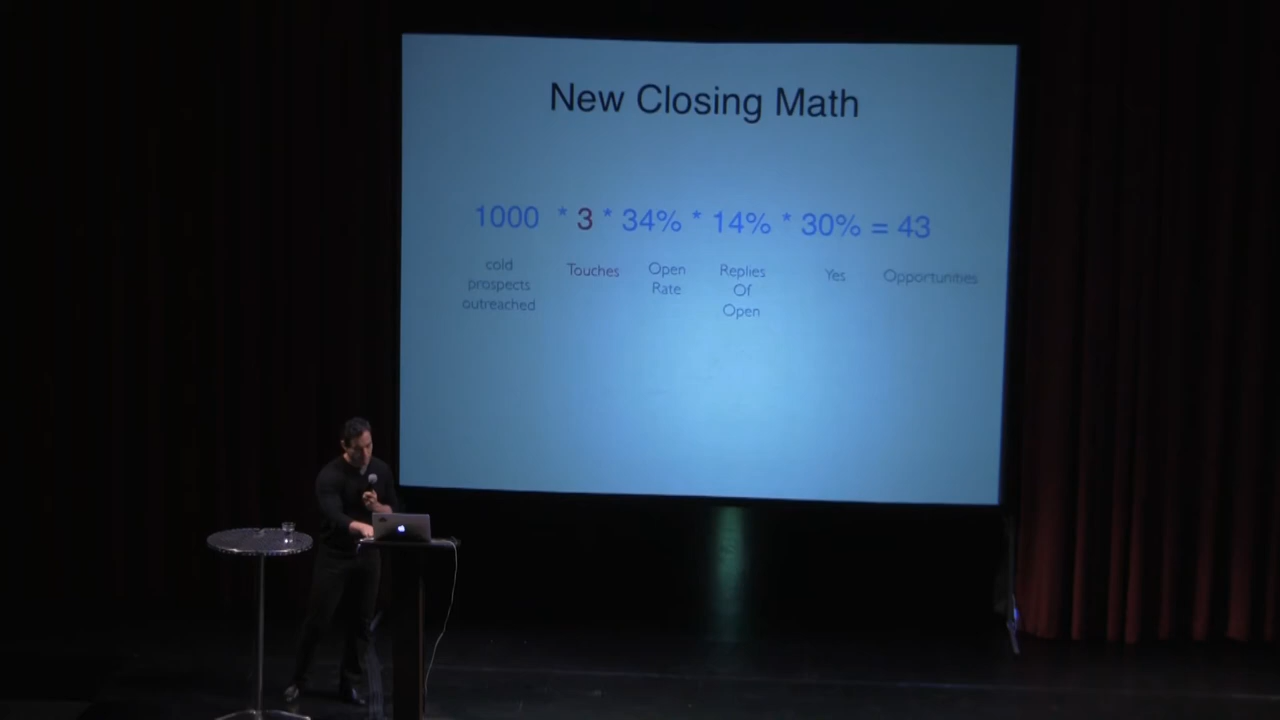 New Closing Math
1000 * 3 * 34% * 14% * 30% = 43
cold
prospects
outreached
Touches
Open
Rate
Replies
Of
Open
Yes
Opportunities